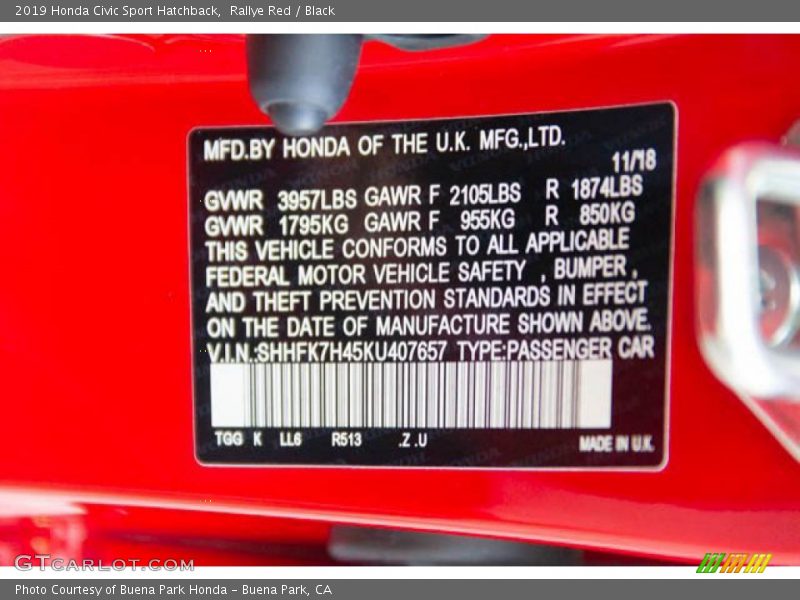 2019 Honda Civic Sport Hatchback, Rallye Red / Black
MFD.BY HONDA OF THE U.K. MFG.,LTD.
11/18
GVWR 3957LBS GAWR F 2105LBS R 1874LBS
GVWR 1795KG GAWR F 955KG R 850KG
THIS VEHICLE CONFORMS TO ALL APPLICABLE
FEDERAL MOTOR VEHICLE SAFETY , BUMPER ,
AND THEFT PREVENTION STANDARDS IN EFFECT
ON THE DATE OF MANUFACTURE SHOWN ABOVE.
V.I.N.:SHHFK7H45KU407657 TYPE:PASSENGER CAR
TGG K LL6 R513 .Z .U MADE IN U.K.
GTCARLOT.COM
Photo Courtesy of Buena Park Honda - Buena Park, CA